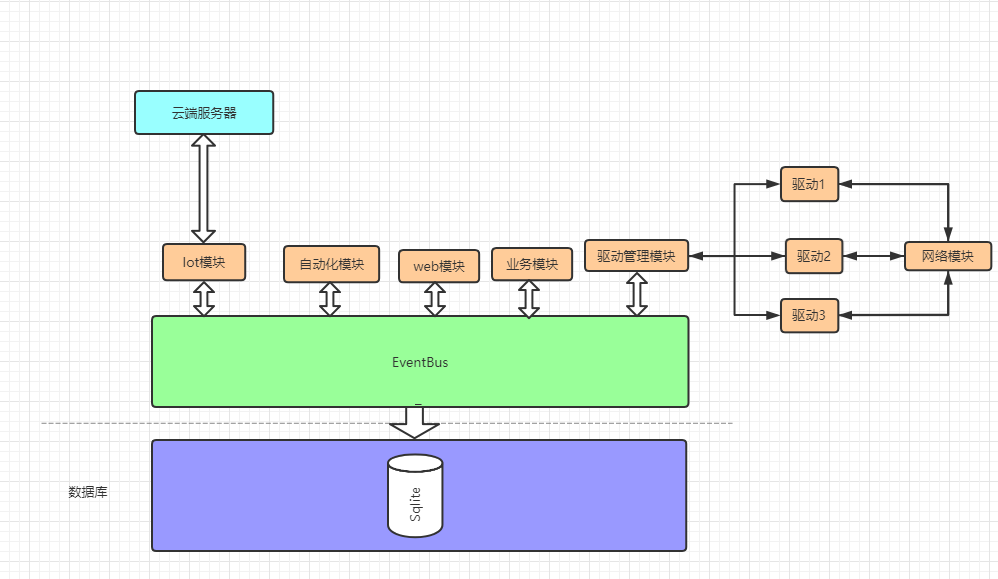 云端服务器
Iot模块
自动化模块
web模块
业务模块
驱动管理模块
驱动1
驱动2
驱动3
网络模块
EventBus
数据库
Sqlite